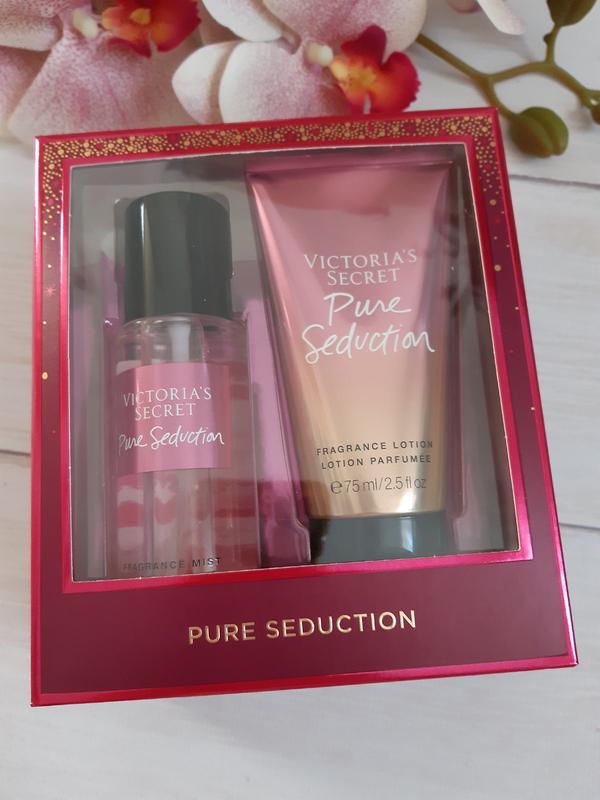 VICTORIA'S
SECRET
Pure
Seduction
FRAGRANCE LOTION
LOTION PARFUMÉE
℮75 ml/2.5 fl oz
VICTORIA'S
SECRET
Pure Seduction
FRAGRANCE MIST
PURE SEDUCTION